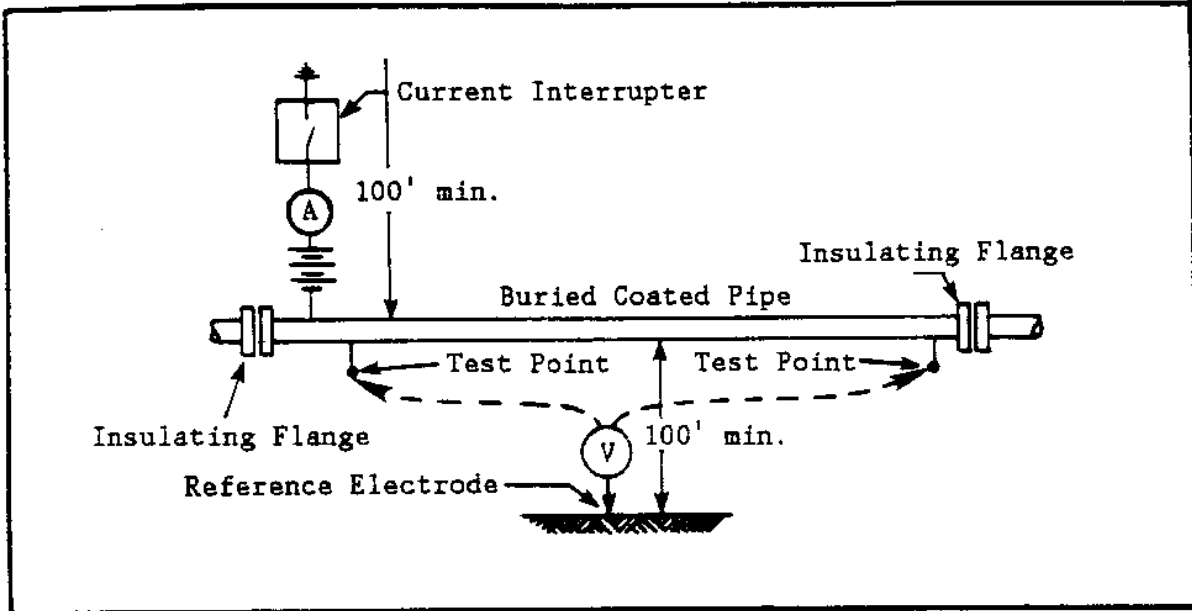 Current Interrupter
100' min.
A
Insulating Flange
Buried Coated Pipe
Test Point
Test Point
Insulating Flange
V
100' min.
Reference Electrode